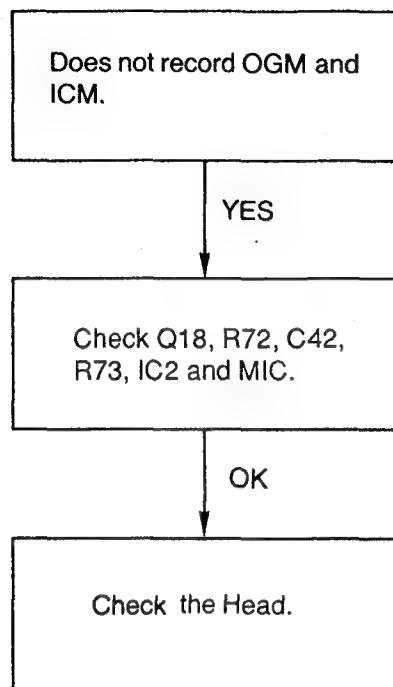 Does not record OGM and
ICM.
YES
Check Q18, R72, C42,
R73, IC2 and MIC.
OK
Check the Head.